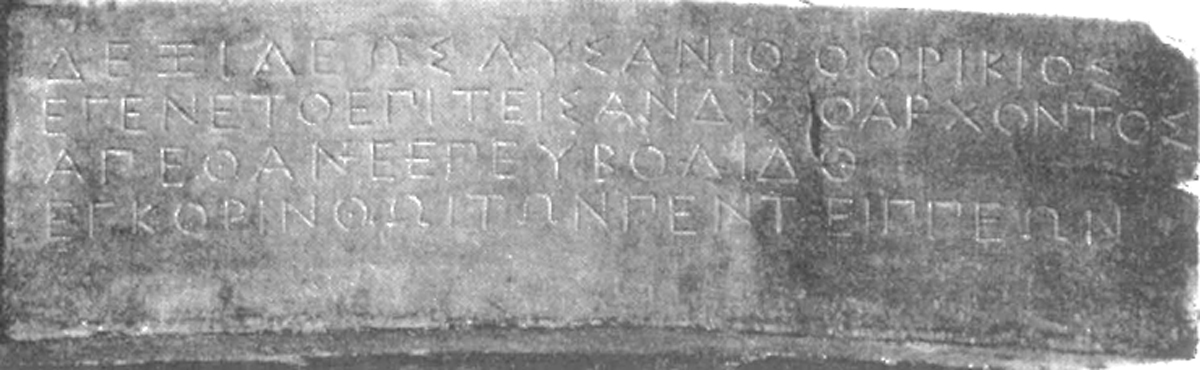 ΔΕΞΙΛΕΩΣ ΛΥΣΑΝΙΟ ΘΟΡΙΚΙΟΣ
ΕΓΕΝΕΤΟ ΕΠΙ ΤΕΙΣΑΝΔΡΟ ΑΡΧΟΝΤΟΣ
ΑΠΕΘΑΝΕ ΕΠ ΕΥΒΟΛΙΔΟ
ΕΓ ΚΟΡΙΝΘΩΙ ΤΩΝ ΠΕΝΤΕ ΙΠΠΕΩΝ